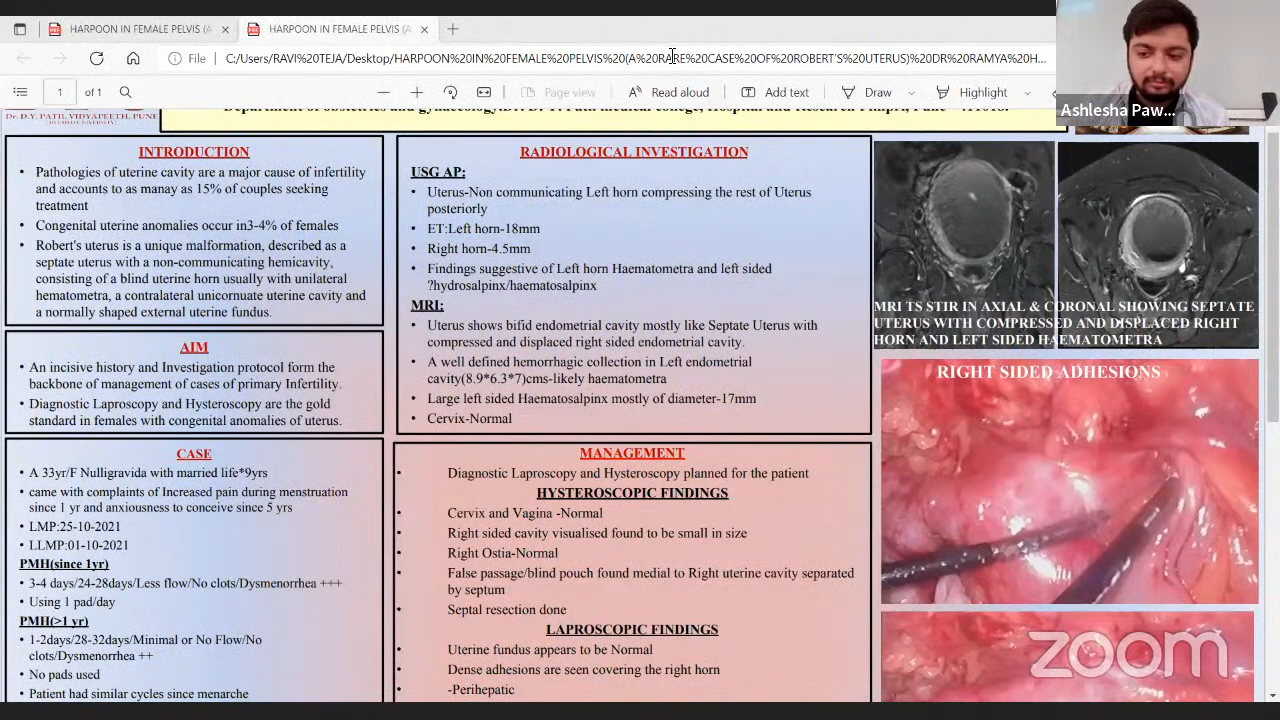 HARPOON IN FEMALE PELVIS (A
HARPOON IN FEMALE PELVIS (A
File
C:/Users/RAVI%20TEJA/Desktop/HARPOON%20IN%20FEMALE%20PELVIS%20(A%20RARE%20CASE%20OF%20ROBERT'S%20UTERUS)%20DR%20RAMYA%20H...
1 of 1
Page view
Read aloud
Add text
Draw
Highlight
Ashlesha Paw...
Dr. D.Y. PATIL VIDYAPEETH, PUNE
INTRODUCTION
• Pathologies of uterine cavity are a major cause of infertility
and accounts to as manay as 15% of couples seeking
treatment
• Congenital uterine anomalies occur in3-4% of females
• Robert's uterus is a unique malformation, described as a
septate uterus with a non-communicating hemicavity,
consisting of a blind uterine horn usually with unilateral
hematometra, a contralateral unicornuate uterine cavity and
a normally shaped external uterine fundus.
AIM
• An incisive history and Investigation protocol form the
backbone of management of cases of primary Infertility.
• Diagnostic Laproscopy and Hysteroscopy are the gold
standard in females with congenital anomalies of uterus.
CASE
• A 33yr/F Nulligravida with married life*9yrs
• came with complaints of Increased pain during menstruation
since 1 yr and anxiousness to conceive since 5 yrs
• LMP:25-10-2021
• LLMP:01-10-2021
PMH(since 1yr)
• 3-4 days/24-28days/Less flow/No clots/Dysmenorrhea +++
• Using 1 pad/day
PMH(>1 yr)
• 1-2days/28-32days/Minimal or No Flow/No
clots/Dysmenorrhea ++
• No pads used
• Patient had similar cycles since menarche
RADIOLOGICAL INVESTIGATION
USG AP:
• Uterus-Non communicating Left horn compressing the rest of Uterus
posteriorly
• ET:Left horn-18mm
• Right horn-4.5mm
• Findings suggestive of Left horn Haematometra and left sided
?hydrosalpinx/haematosalpinx
MRI:
• Uterus shows bifid endometrial cavity mostly like Septate Uterus with
compressed and displaced right sided endometrial cavity.
• A well defined hemorrhagic collection in Left endometrial
cavity(8.9*6.3*7)cms-likely haematometra
• Large left sided Haematosalpinx mostly of diameter-17mm
• Cervix-Normal
MANAGEMENT
• Diagnostic Laproscopy and Hysteroscopy planned for the patient
HYSTEROSCOPIC FINDINGS
• Cervix and Vagina -Normal
• Right sided cavity visualised found to be small in size
• Right Ostia-Normal
• False passage/blind pouch found medial to Right uterine cavity separated
by septum
• Septal resection done
LAPROSCOPIC FINDINGS
• Uterine fundus appears to be Normal
• Dense adhesions are seen covering the right horn
• -Perihepatic
MRI TS STIR IN AXIAL & CORONAL SHOWING SEPTATE
UTERUS WITH COMPRESSED AND DISPLACED RIGHT
HORN AND LEFT SIDED HAEMATOMETRA
RIGHT SIDED ADHESIONS
zoom